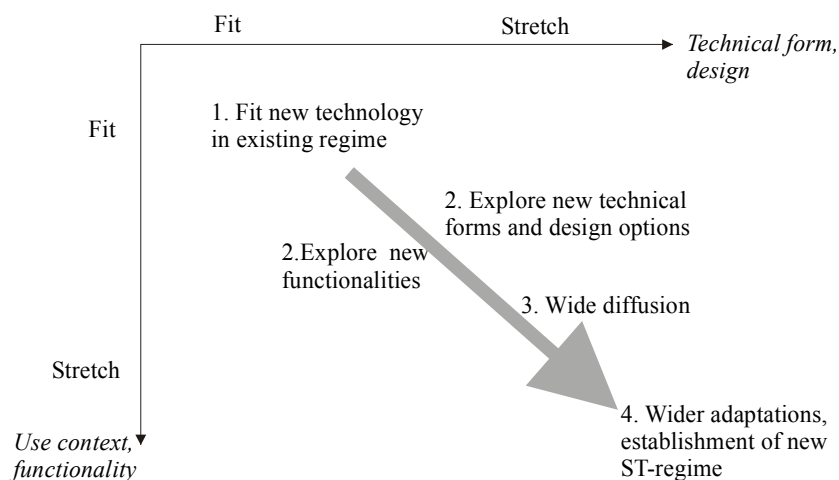 Fit
Stretch
Technical form,
design
Fit
1. Fit new technology
in existing regime
2. Explore new technical
forms and design options
2.Explore new
functionalities
3. Wide diffusion
Stretch
4. Wider adaptations,
establishment of new
ST-regime
Use context,
functionality